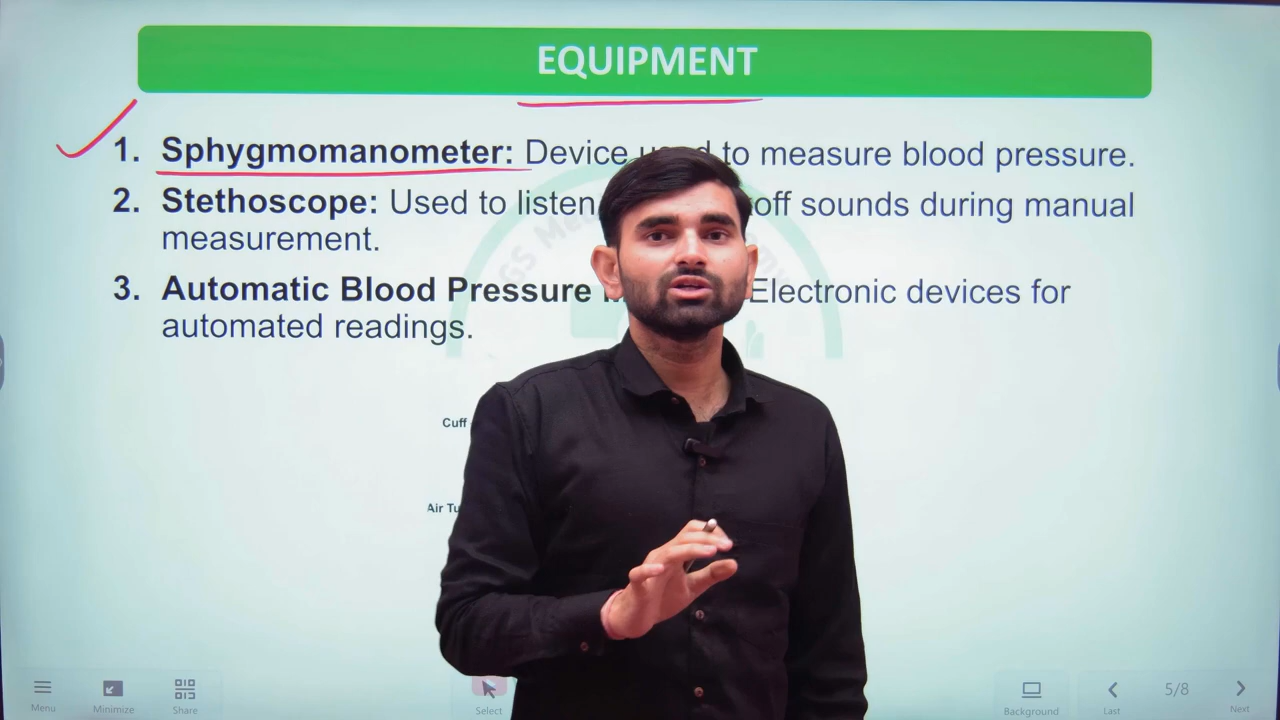 EQUIPMENT
1. Sphygmomanometer: Device to measure blood pressure.
2. Stethoscope: Used to listen sounds during manual
measurement.
3. Automatic Blood Pressure Electronic devices for
automated readings.
Cuff
Air
Menu
Minimize
Share
Select
Background
Last
5/8
Next